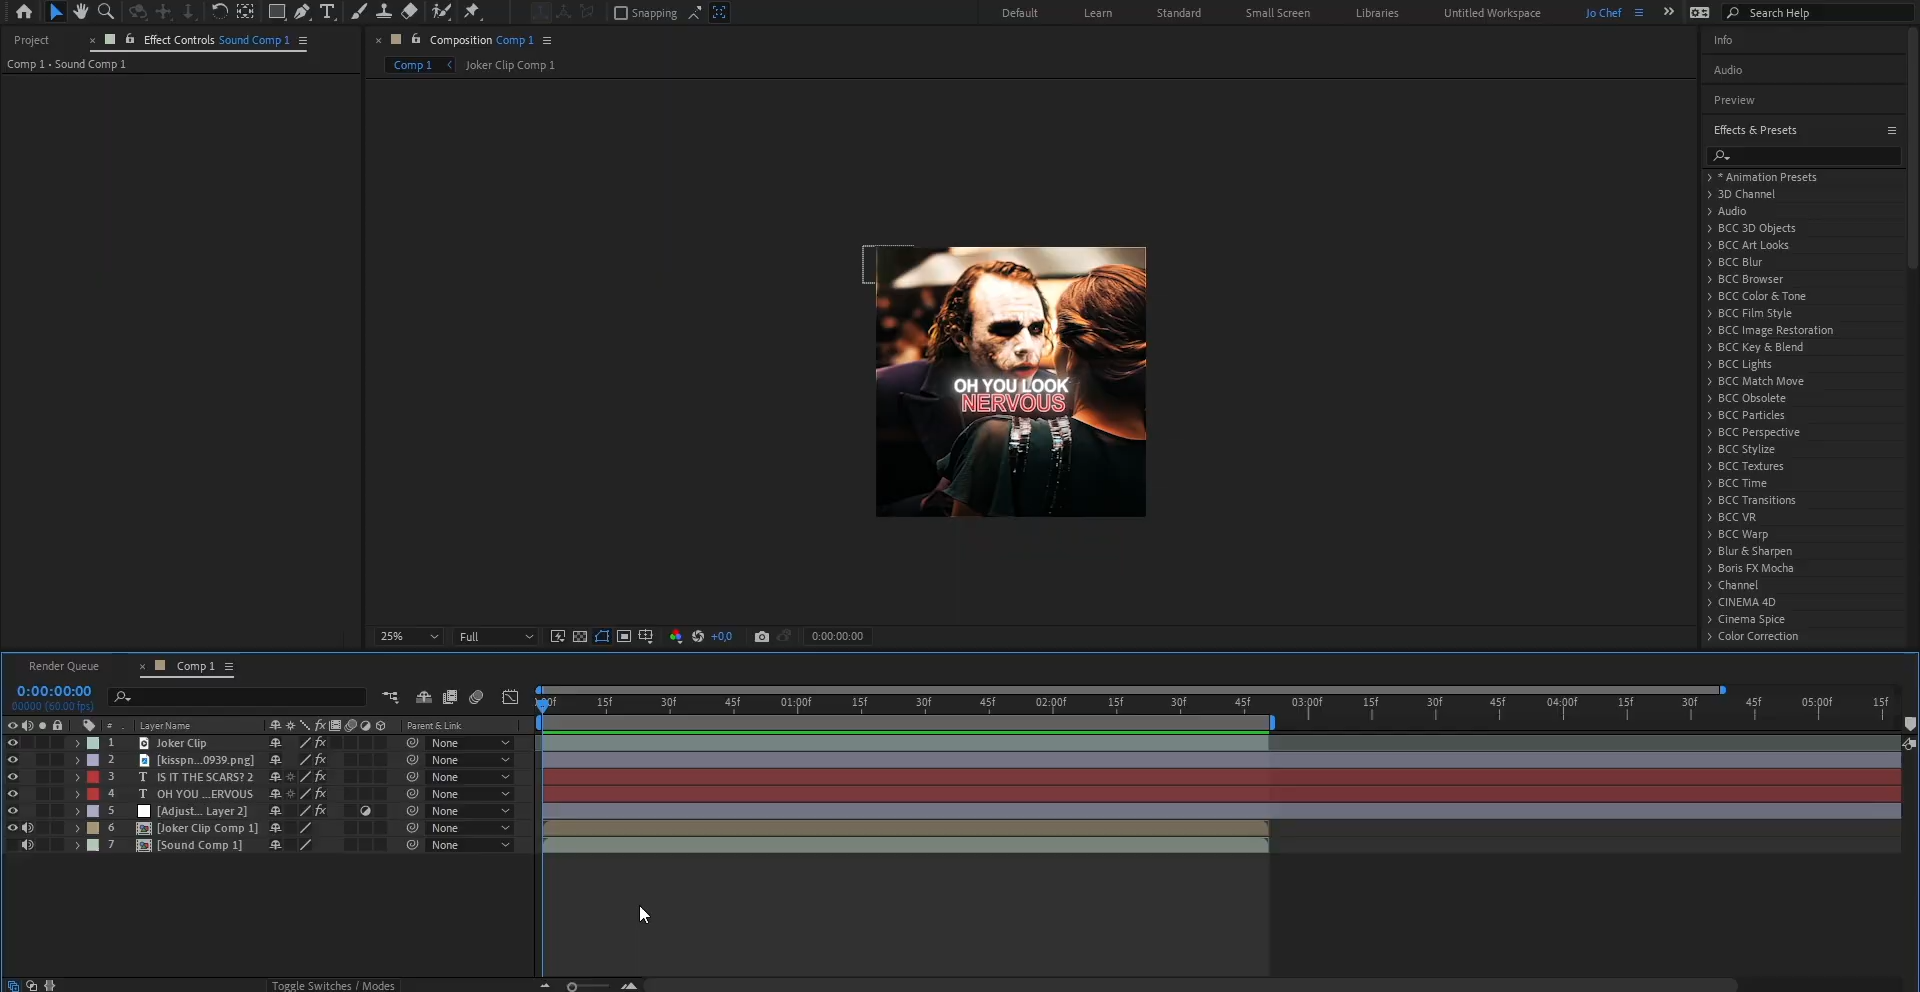 Snapping
Default
Learn
Standard
Small Screen
Libraries
Untitled Workspace
Jo Chef
Search Help
Project
Effect Controls Sound Comp 1
Composition Comp 1
Info
Comp 1 • Sound Comp 1
Comp 1
Joker Clip Comp 1
Audio
Preview
Effects & Presets
* Animation Presets
3D Channel
Audio
BCC 3D Objects
BCC Art Looks
BCC Blur
BCC Browser
BCC Color & Tone
BCC Film Style
BCC Image Restoration
BCC Key & Blend
BCC Lights
BCC Match Move
BCC Obsolete
BCC Particles
BCC Perspective
BCC Stylize
BCC Textures
BCC Time
BCC Transitions
BCC VR
BCC Warp
Blur & Sharpen
Boris FX Mocha
Channel
CINEMA 4D
Cinema Spice
Color Correction
OH YOU LOOK
NERVOUS
25%
Full
+0,0
0:00:00:00
Render Queue
Comp 1
0:00:00:00
00000 (60.00 fps)
15f 30f 45f 01:00f 15f 30f 45f 02:00f 15f 30f 45f 03:00f 15f 30f 45f 04:00f 15f 30f 45f 05:00f 15f
# Layer Name fx Parent & Link
1 Joker Clip fx None
2 [kisspn...0939.png] fx None
3 T IS IT THE SCARS? 2 fx None
4 T OH YOU ...ERVOUS fx None
5 [Adjust... Layer 2] fx None
6 [Joker Clip Comp 1] None
7 [Sound Comp 1] None
Toggle Switches / Modes